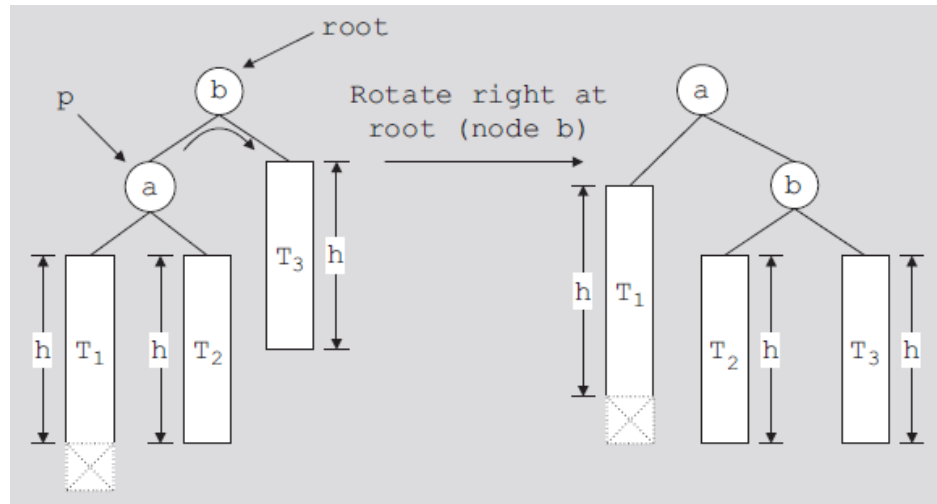 root
b
p
Rotate right at
root (node b)
a
a
b
T3
h
h
T1
h
T2
h
T1
T2
h
T3
h